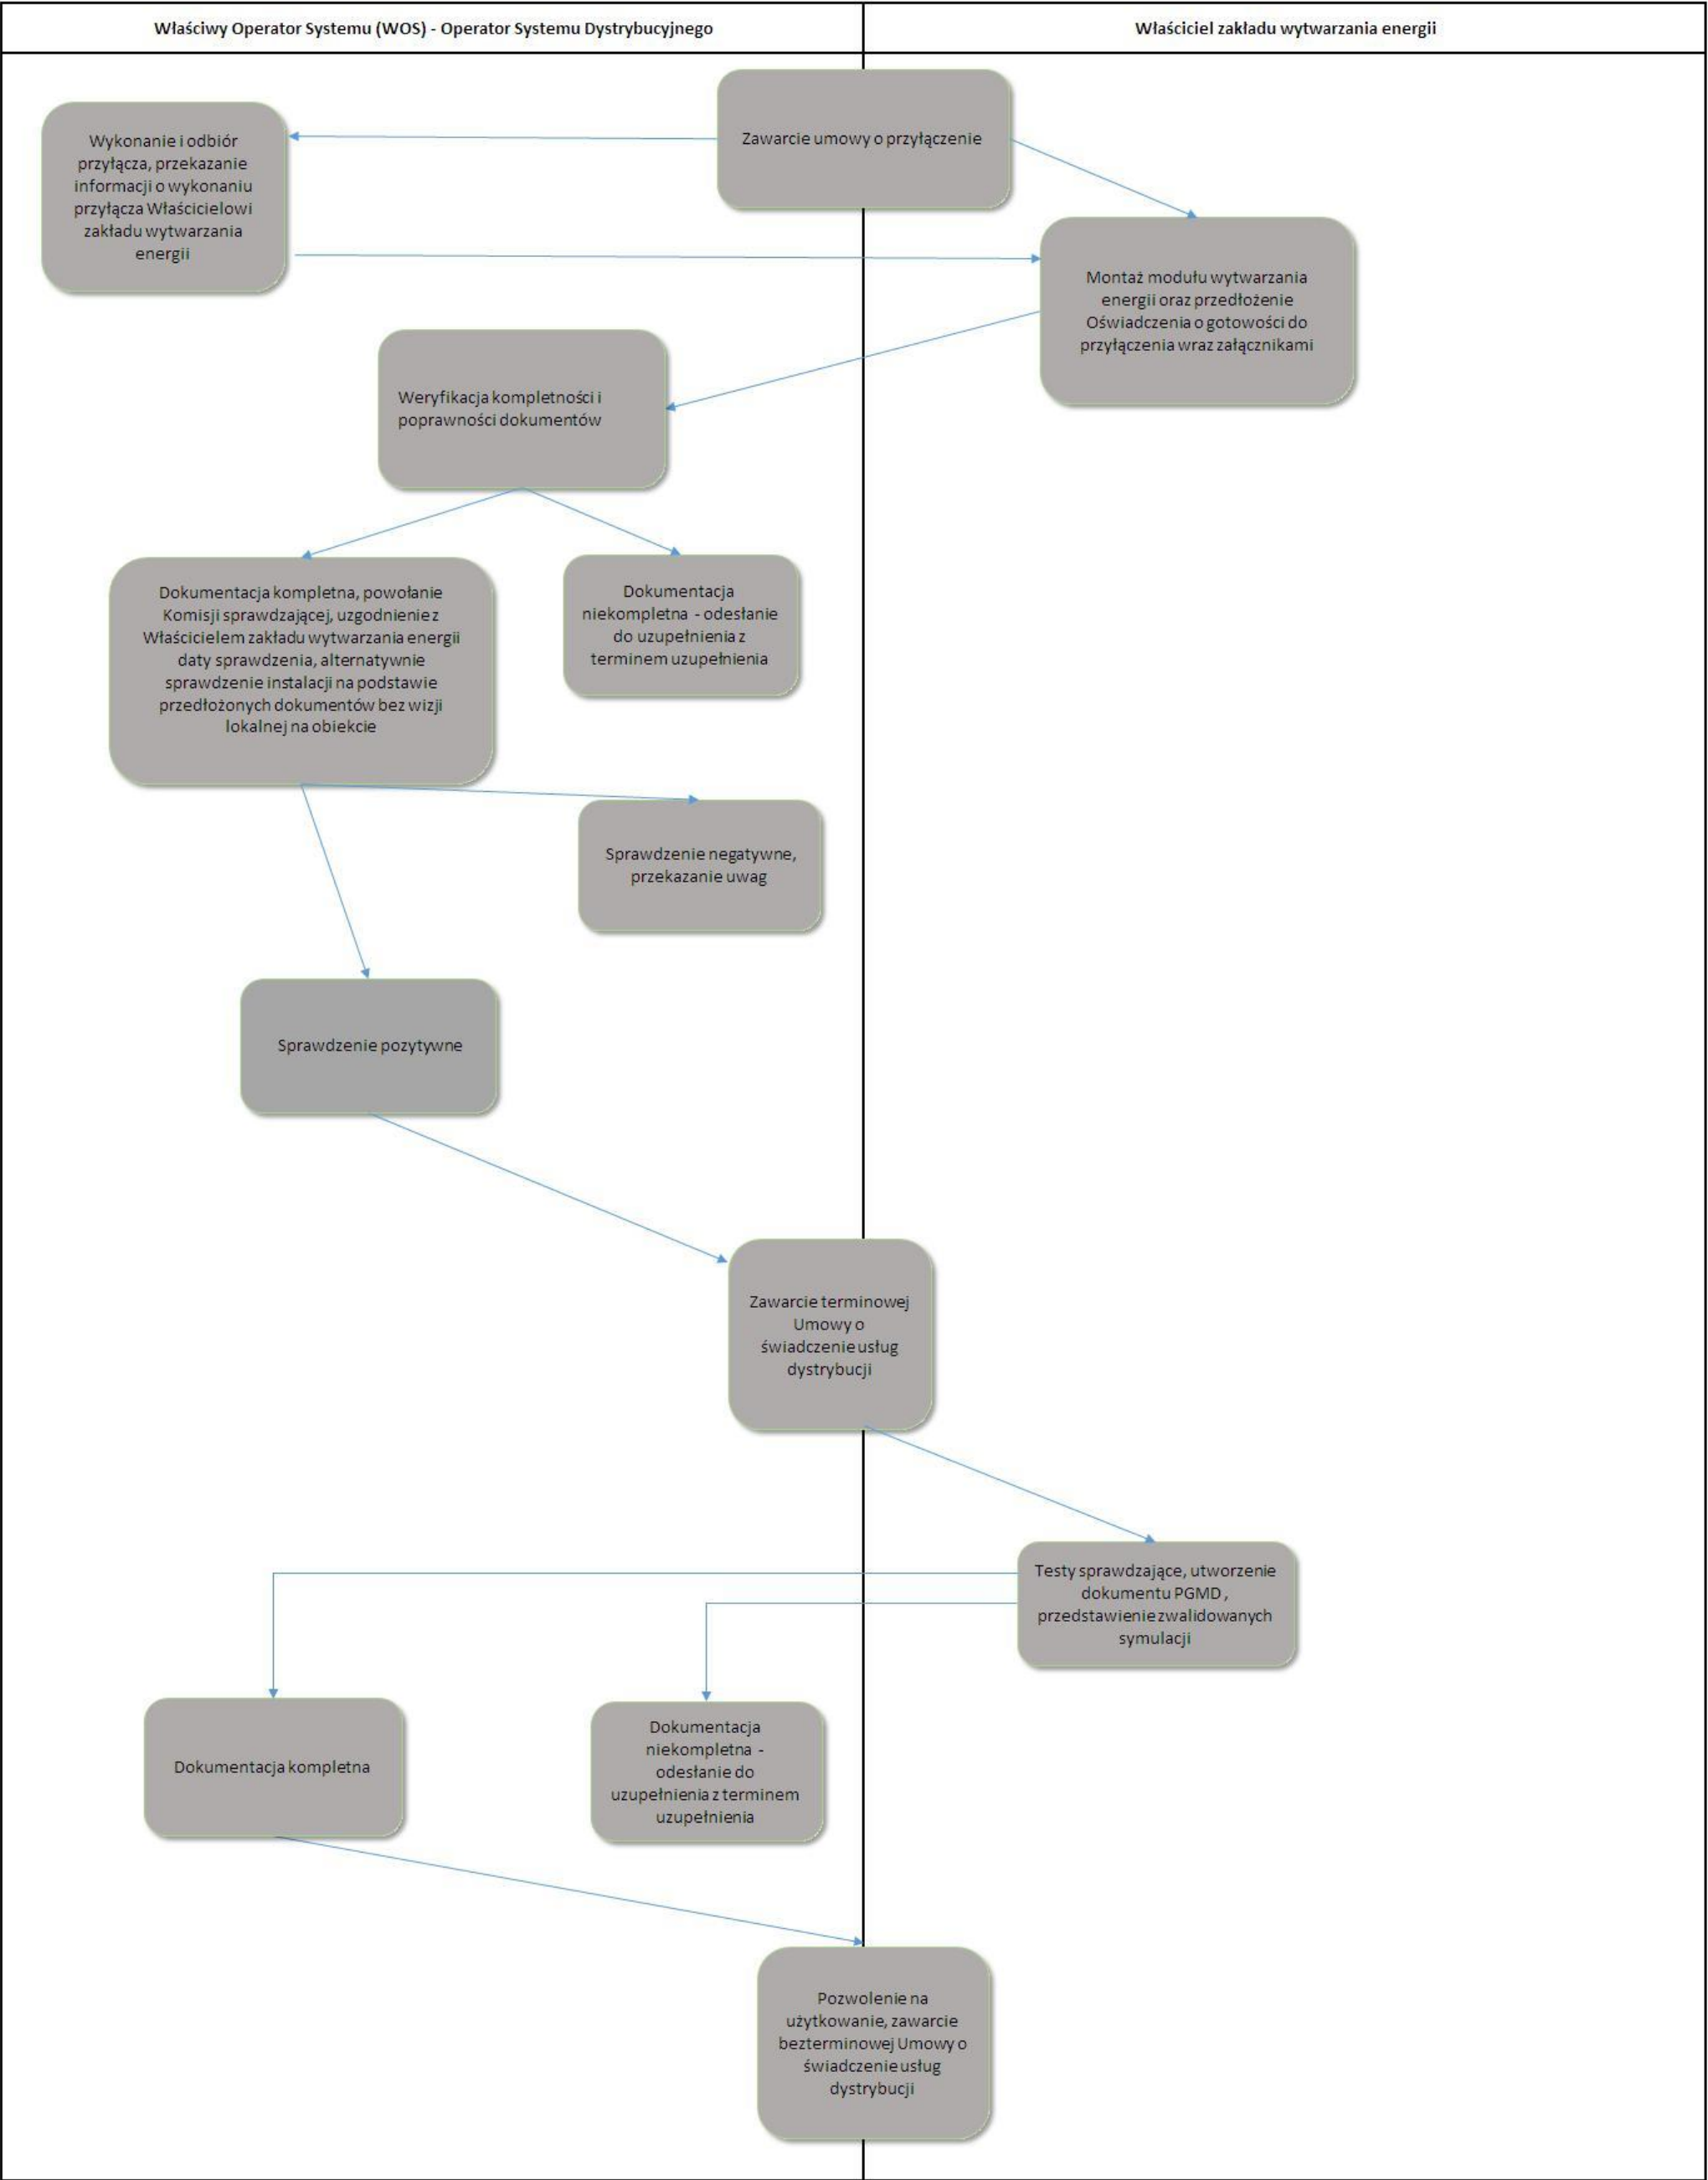 Właściwy Operator Systemu (WOS) - Operator Systemu Dystrybucyjnego
Właściciel zakładu wytwarzania energii
Zawarcie umowy o przyłączenie
Wykonanie i odbiór
przyłącza, przekazanie
informacji o wykonaniu
przyłącza Właścicielowi
zakładu wytwarzania
energii
Montaż modułu wytwarzania
energii oraz przedłożenie
Oświadczenia o gotowości do
przyłączenia wraz załącznikami
Weryfikacja kompletności i
poprawności dokumentów
Dokumentacja kompletna, powołanie
Komisji sprawdzającej, uzgodnienie z
Właścicielem zakładu wytwarzania energii
daty sprawdzenia, alternatywnie
sprawdzenie instalacji na podstawie
przedłożonych dokumentów bez wizji
lokalnej na obiekcie
Dokumentacja
niekompletna - odesłanie
do uzupełnienia z
terminem uzupełnienia
Sprawdzenie negatywne,
przekazanie uwag
Sprawdzenie pozytywne
Zawarcie terminowej
Umowy o
świadczenie usług
dystrybucji
Testy sprawdzające, utworzenie
dokumentu PGMD ,
przedstawienie zwalidowanych
symulacji
Dokumentacja kompletna
Dokumentacja
niekompletna -
odesłanie do
uzupełnienia z terminem
uzupełnienia
Pozwolenie na
użytkowanie, zawarcie
bezterminowej Umowy o
świadczenie usług
dystrybucji